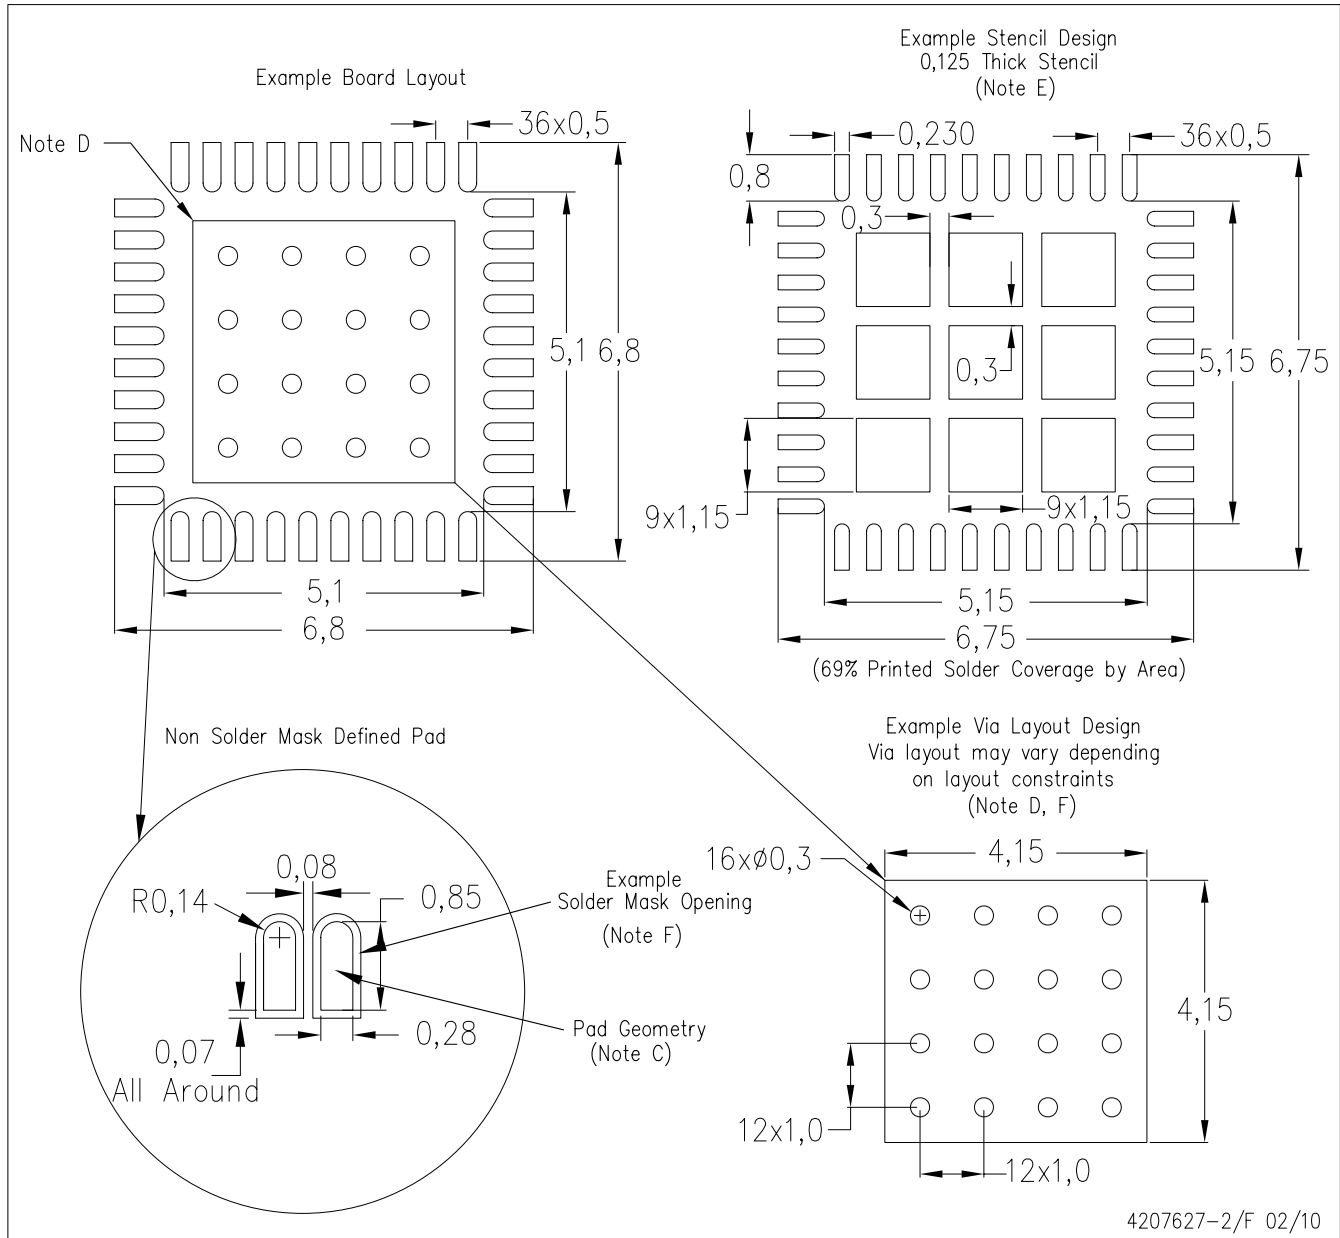 Example Board Layout
Note D
36x0,5
5,1
6,8
5,1
6,8
Example Stencil Design
0,125 Thick Stencil
(Note E)
0,230
36x0,5
0,8
0,3
0,3
5,15
6,75
9x1,15
9x1,15
5,15
6,75
(69% Printed Solder Coverage by Area)
Non Solder Mask Defined Pad
0,08
R0,14
0,85
Example
Solder Mask Opening
(Note F)
0,28
Pad Geometry
(Note C)
0,07
All Around
Example Via Layout Design
Via layout may vary depending
on layout constraints
(Note D, F)
16xø0,3
4,15
4,15
12x1,0
12x1,0
4207627-2/F 02/10